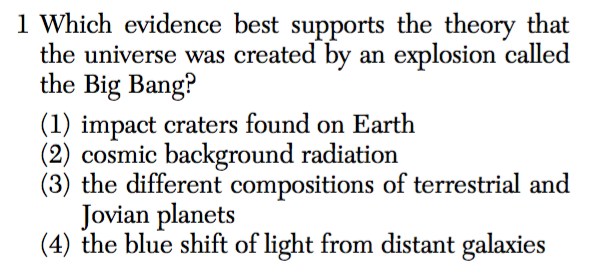 1 Which evidence best supports the theory that
the universe was created by an explosion called
the Big Bang?
(1) impact craters found on Earth
(2) cosmic background radiation
(3) the different compositions of terrestrial and
Jovian planets
(4) the blue shift of light from distant galaxies